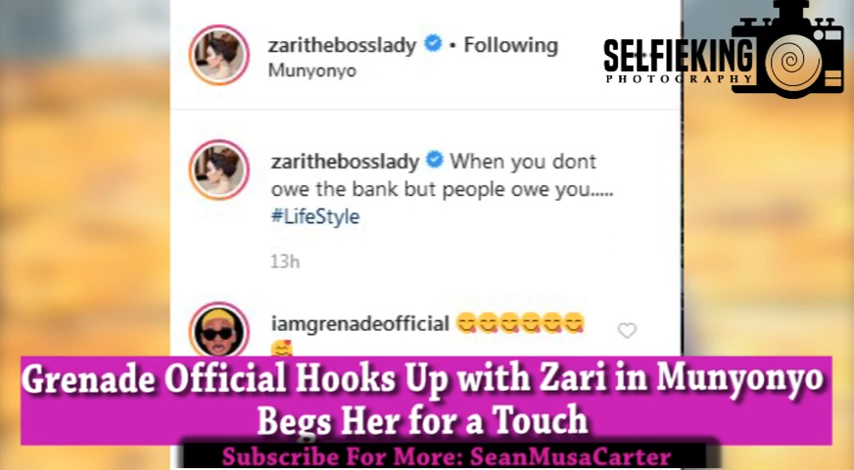 zarithebosslady • Following
Munyonyo
SELFIEKING
PHOTOGRAPHY
zarithebosslady When you dont
owe the bank but people owe you.....
#LifeStyle
13h
iamgrenadeofficial 😋😋😋😋😋😋
🥰
Grenade Official Hooks Up with Zari in Munyonyo
Begs Her for a Touch
Subscribe For More: SeanMusaCarter